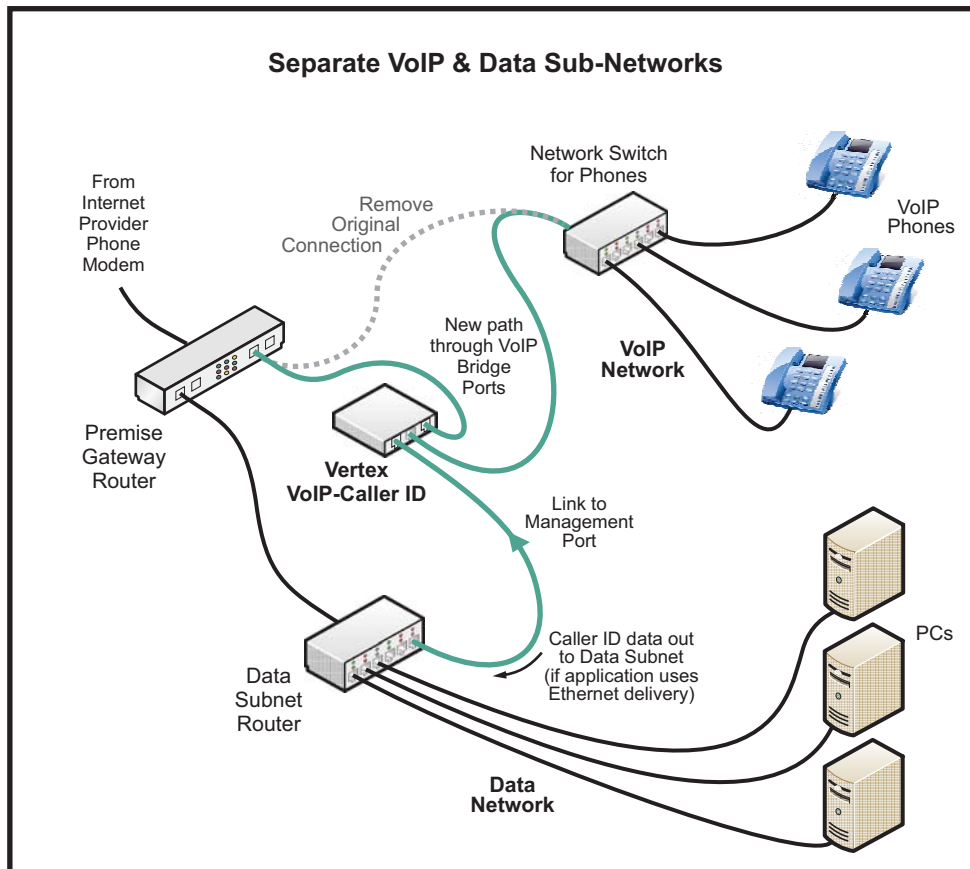 Separate VoIP & Data Sub-Networks
From
Internet
Provider
Phone
Modem
Remove
Original
Connection
Network Switch
for Phones
VoIP
Phones
New path
through VoIP
Bridge
Ports
VoIP
Network
Premise
Gateway
Router
Vertex
VoIP-Caller ID
Link to
Management
Port
Data
Subnet
Router
Caller ID data out
to Data Subnet
(if application uses
Ethernet delivery)
PCs
Data
Network